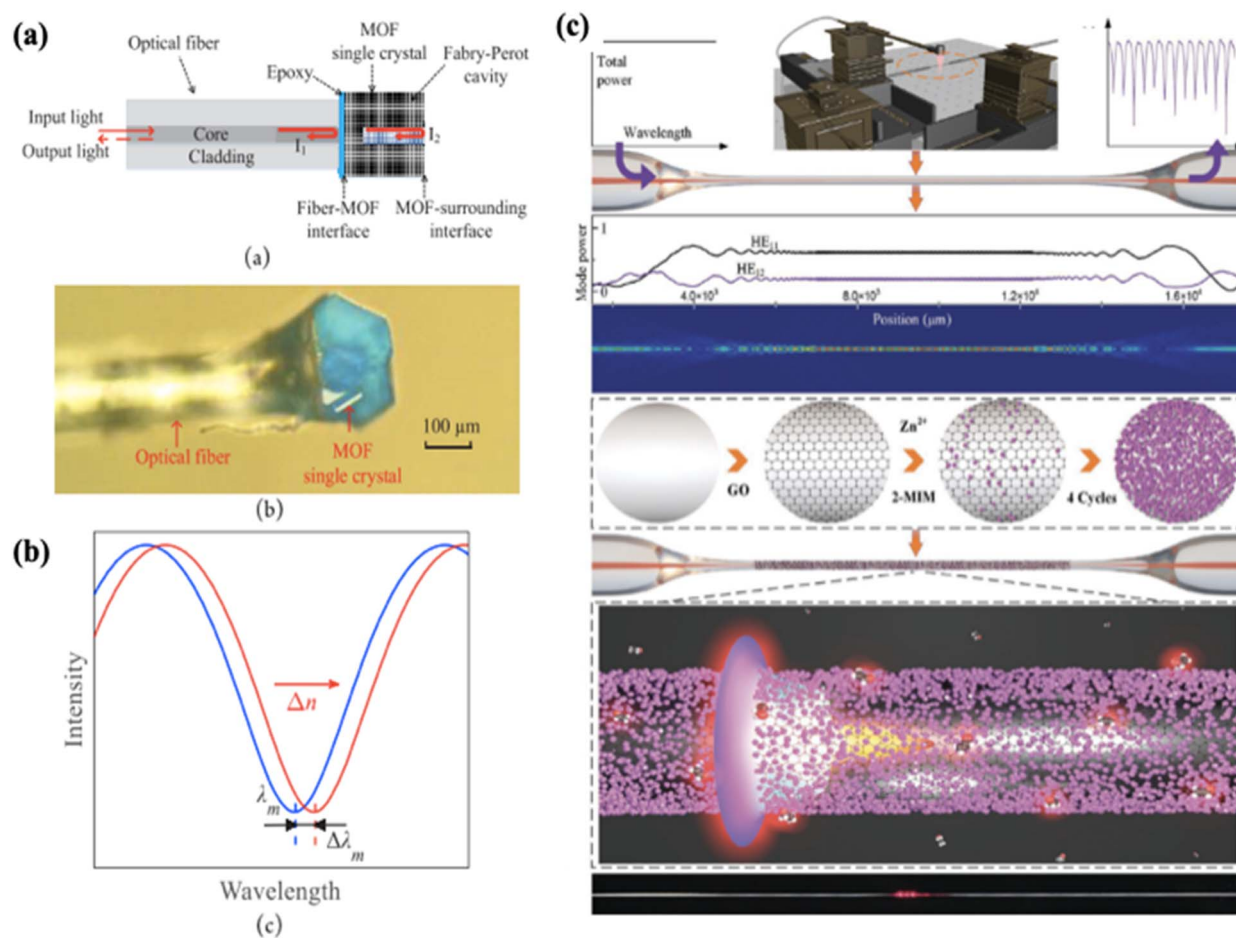 (a)
Optical fiber
MOF
single crystal
Fabry-Perot
cavity
Epoxy
Input light
Output light
Core
Cladding
I₁
I₂
Fiber-MOF
interface
MOF-surrounding
interface
(a)
Optical fiber
MOF
single crystal
100 µm
(b)
(b)
Intensity
Δn
λm
Δλm
Wavelength
(c)
(c)
Total
power
Wavelength
Mode power
1
0
HE₁₁
HE₁₂
4.0×10³
8.0×10³
1.6×10⁴
Position (µm)
GO
Zn²⁺
2-MIM
4 Cycles